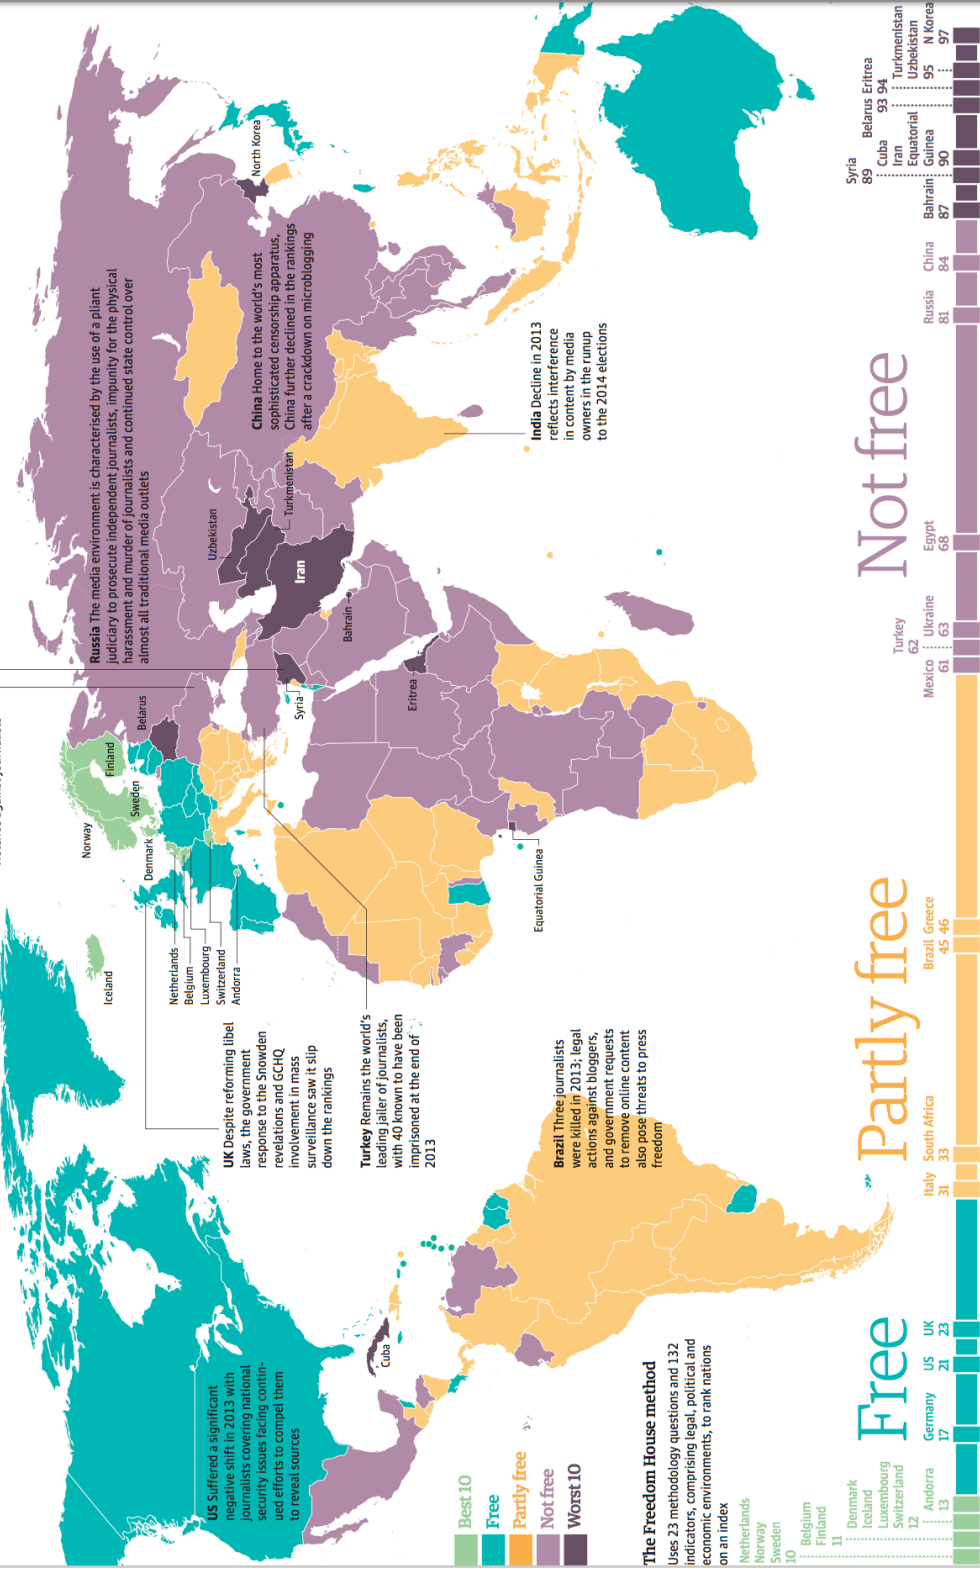 Russia The media environment is characterised by the use of a pliant
judiciary to prosecute independent journalists, impunity for the physical
harassment and murder of journalists and continued state control over
almost all traditional media outlets
China Home to the world's most
sophisticated censorship apparatus,
China further declined in the rankings
after a crackdown on microblogging
North Korea
Uzbekistan
Turkmenistan
Iran
Bahrain
Syria
Eritrea
Belarus
Finland
Sweden
Norway
Denmark
Iceland
Netherlands
Belgium
Luxembourg
Switzerland
Andorra
Equatorial Guinea
Cuba
India Decline in 2013
reflects interference
in content by media
owners in the runup
to the 2014 elections
UK Despite reforming libel
laws, the government
response to the Snowden
revelations and GCHQ
involvement in mass
surveillance saw it slip
down the rankings
Turkey Remains the world's
leading jailer of journalists,
with 40 known to have been
imprisoned at the end of
2013
Brazil Three journalists
were killed in 2013; legal
actions against bloggers,
and government requests
to remove online content
also pose threats to press
freedom
US Suffered a significant
negative shift in 2013 with
journalists covering national
security issues facing contin-
ued efforts to compel them
to reveal sources
Best 10
Free
Partly free
Not free
Worst 10
The Freedom House method
Uses 23 methodology questions and 132
indicators, comprising legal, political and
economic environments, to rank nations
on an index
Netherlands
Norway
Sweden
10
Belgium
Finland
11
Denmark
Iceland
Luxembourg
Switzerland
12
Andorra
13
Free
Germany
17
US
21
UK
23
Partly free
Italy
31
South Africa
33
Brazil
45
Greece
46
Not free
Mexico
61
Turkey
62
Ukraine
63
Egypt
68
Russia
81
China
84
Bahrain
87
Syria
89
Cuba
Iran
Equatorial
Guinea
90
Belarus
93
Eritrea
94
Turkmenistan
Uzbekistan
95
N Korea
97